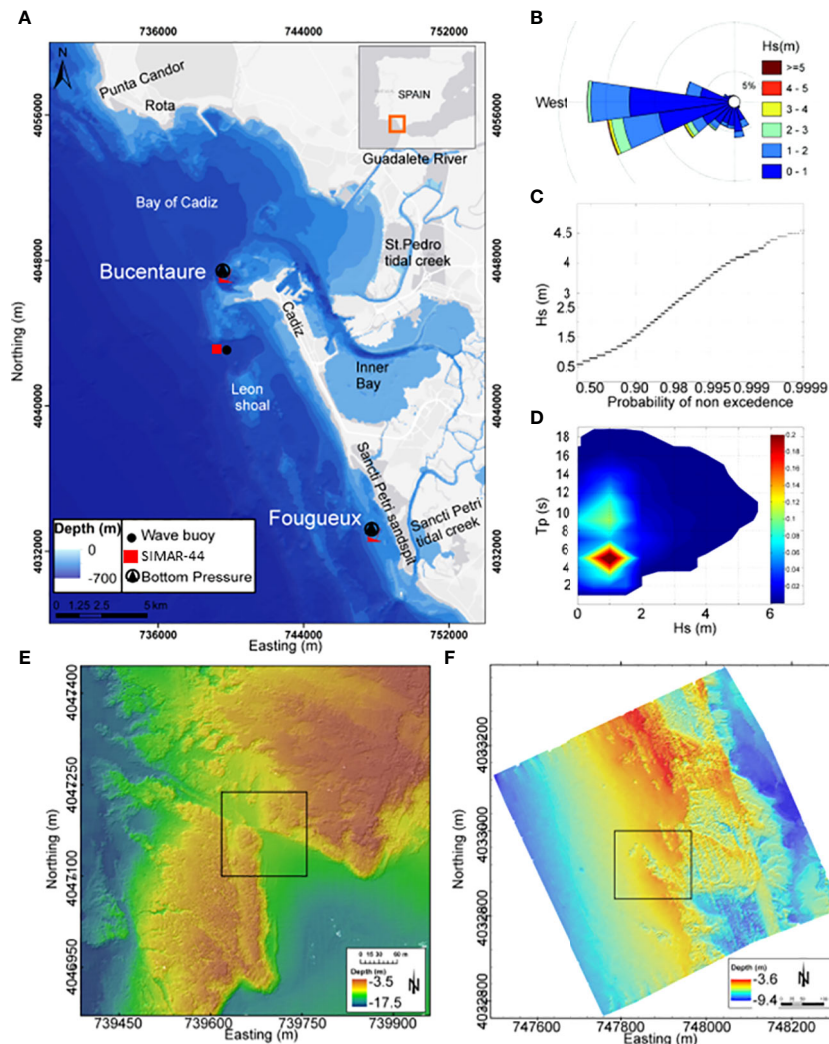 A
736000
744000
752000
N
Punta Candor
Rota
SPAIN
Guadalete River
Bay of Cadiz
St.Pedro
tidal creek
Bucentaure
Cadiz
Inner
Bay
Leon
shoal
Sancti Petri sandspit
Sancti Petri
tidal creek
Fougueux
4056000
4048000
4040000
4032000
Northing (m)
4056000
4048000
4040000
4032000
Depth (m)
0
-700
Wave buoy
SIMAR-44
Bottom Pressure
0 1.25 2.5 5 km
736000
744000
752000
Easting (m)
B
Hs(m)
>=5
4 - 5
3 - 4
2 - 3
1 - 2
0 - 1
5%
West
C
Hs (m)
4.5
3
2.5
1.5
0.5
0.50 0.90 0.98 0.995 0.999 0.9999
Probability of non excedence
D
Tp (s)
18
16
14
12
10
8
6
4
2
0 2 4 6
Hs (m)
0.2
0.18
0.16
0.14
0.12
0.1
0.08
0.06
0.04
0.02
E
4047400
4047250
4047100
4046950
Northing (m)
0 15 30 60 m
Depth (m)
-3.5
-17.5
N
739450 739600 739750 739900
Easting (m)
F
4033200
4033000
4032800
4032800
Northing (m)
Depth (m)
-3.6
-9.4
N
747600 747800 748000 748200
Easting (m)